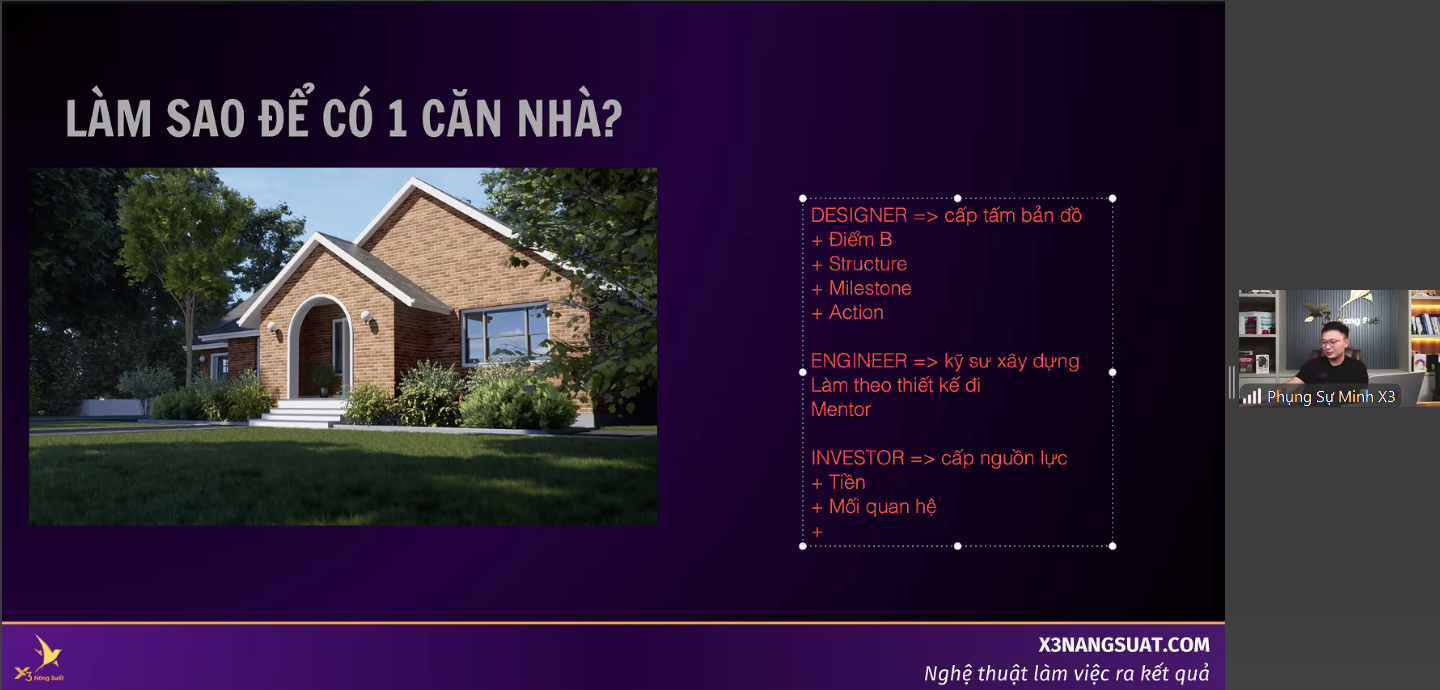 LÀM SAO ĐỂ CÓ 1 CĂN NHÀ?
DESIGNER => cấp tấm bản đồ
+ Điểm B
+ Structure
+ Milestone
+ Action
ENGINEER => kỹ sư xây dựng
Làm theo thiết kế đi
Mentor
INVESTOR => cấp nguồn lực
+ Tiền
+ Mối quan hệ
+
Phụng Sự Minh X3
X3 Năng Suất
X3NANGSUAT.COM
Nghệ thuật làm việc ra kết quả